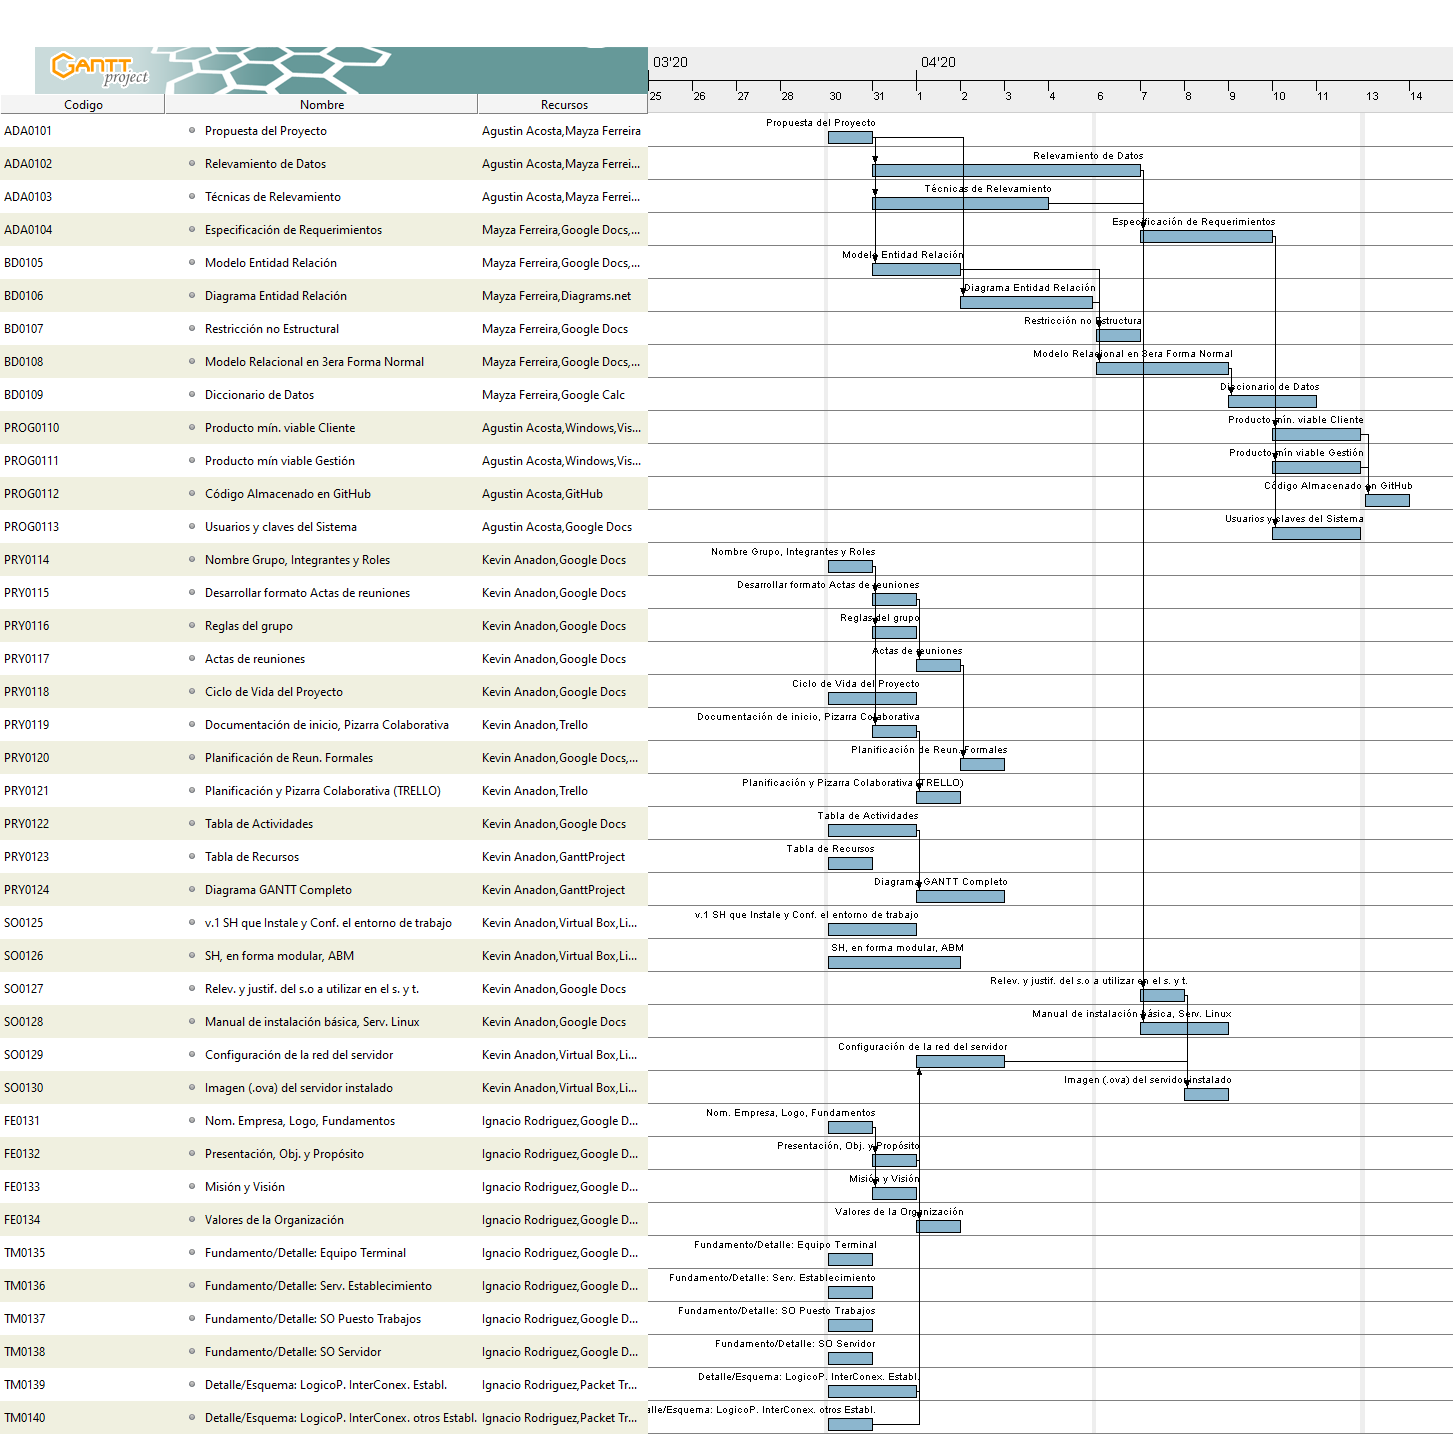 GANTT
project
03'20 04'20
Codigo Nombre Recursos 25 26 27 28 30 31 1 2 3 4 6 7 8 9 10 11 13 14
ADA0101 Propuesta del Proyecto Agustin Acosta,Mayza Ferreira Propuesta del Proyecto
ADA0102 Relevamiento de Datos Agustin Acosta,Mayza Ferrei... Relevamiento de Datos
ADA0103 Técnicas de Relevamiento Agustin Acosta,Mayza Ferrei... Técnicas de Relevamiento
ADA0104 Especificación de Requerimientos Mayza Ferreira,Google Docs,... Especificación de Requerimientos
BD0105 Modelo Entidad Relación Mayza Ferreira,Google Docs,... Modelo Entidad Relación
BD0106 Diagrama Entidad Relación Mayza Ferreira,Diagrams.net Diagrama Entidad Relación
BD0107 Restricción no Estructural Mayza Ferreira,Google Docs Restricción no Estructura
BD0108 Modelo Relacional en 3era Forma Normal Mayza Ferreira,Google Docs,... Modelo Relacional en 3era Forma Normal
BD0109 Diccionario de Datos Mayza Ferreira,Google Calc Diccionario de Datos
PROG0110 Producto mín. viable Cliente Agustin Acosta,Windows,Vis... Producto mín. viable Cliente
PROG0111 Producto mín viable Gestión Agustin Acosta,Windows,Vis... Producto mín viable Gestión
PROG0112 Código Almacenado en GitHub Agustin Acosta,GitHub Código Almacenado en GitHub
PROG0113 Usuarios y claves del Sistema Agustin Acosta,Google Docs Usuarios y claves del Sistema
PRY0114 Nombre Grupo, Integrantes y Roles Kevin Anadon,Google Docs Nombre Grupo, Integrantes y Roles
PRY0115 Desarrollar formato Actas de reuniones Kevin Anadon,Google Docs Desarrollar formato Actas de reuniones
PRY0116 Reglas del grupo Kevin Anadon,Google Docs Reglas del grupo
PRY0117 Actas de reuniones Kevin Anadon,Google Docs Actas de reuniones
PRY0118 Ciclo de Vida del Proyecto Kevin Anadon,Google Docs Ciclo de Vida del Proyecto
PRY0119 Documentación de inicio, Pizarra Colaborativa Kevin Anadon,Trello Documentación de inicio, Pizarra Colaborativa
PRY0120 Planificación de Reun. Formales Kevin Anadon,Google Docs,... Planificación de Reun. Formales
PRY0121 Planificación y Pizarra Colaborativa (TRELLO) Kevin Anadon,Trello Planificación y Pizarra Colaborativa (TRELLO)
PRY0122 Tabla de Actividades Kevin Anadon,Google Docs Tabla de Actividades
PRY0123 Tabla de Recursos Kevin Anadon,GanttProject Tabla de Recursos
PRY0124 Diagrama GANTT Completo Kevin Anadon,GanttProject Diagrama GANTT Completo
SO0125 v.1 SH que Instale y Conf. el entorno de trabajo Kevin Anadon,Virtual Box,Li... v.1 SH que Instale y Conf. el entorno de trabajo
SO0126 SH, en forma modular, ABM Kevin Anadon,Virtual Box,Li... SH, en forma modular, ABM
SO0127 Relev. y justif. del s.o a utilizar en el s. y t. Kevin Anadon,Google Docs Relev. y justif. del s.o a utilizar en el s. y t.
SO0128 Manual de instalación básica, Serv. Linux Kevin Anadon,Google Docs Manual de instalación básica, Serv. Linux
SO0129 Configuración de la red del servidor Kevin Anadon,Virtual Box,Li... Configuración de la red del servidor
SO0130 Imagen (.ova) del servidor instalado Kevin Anadon,Virtual Box,Li... Imagen (.ova) del servidor instalado
FE0131 Nom. Empresa, Logo, Fundamentos Ignacio Rodriguez,Google D... Nom. Empresa, Logo, Fundamentos
FE0132 Presentación, Obj. y Propósito Ignacio Rodriguez,Google D... Presentación, Obj. y Propósito
FE0133 Misión y Visión Ignacio Rodriguez,Google D... Misión y Visión
FE0134 Valores de la Organización Ignacio Rodriguez,Google D... Valores de la Organización
TM0135 Fundamento/Detalle: Equipo Terminal Ignacio Rodriguez,Google D... Fundamento/Detalle: Equipo Terminal
TM0136 Fundamento/Detalle: Serv. Establecimiento Ignacio Rodriguez,Google D... Fundamento/Detalle: Serv. Establecimiento
TM0137 Fundamento/Detalle: SO Puesto Trabajos Ignacio Rodriguez,Google D... Fundamento/Detalle: SO Puesto Trabajos
TM0138 Fundamento/Detalle: SO Servidor Ignacio Rodriguez,Google D... Fundamento/Detalle: SO Servidor
TM0139 Detalle/Esquema: LogicoP. InterConex. Establ. Ignacio Rodriguez,Packet Tr... Detalle/Esquema: LogicoP. InterConex. Establ.
TM0140 Detalle/Esquema: LogicoP. InterConex. otros Establ. Ignacio Rodriguez,Packet Tr... alle/Esquema: LogicoP. InterConex. otros Establ.